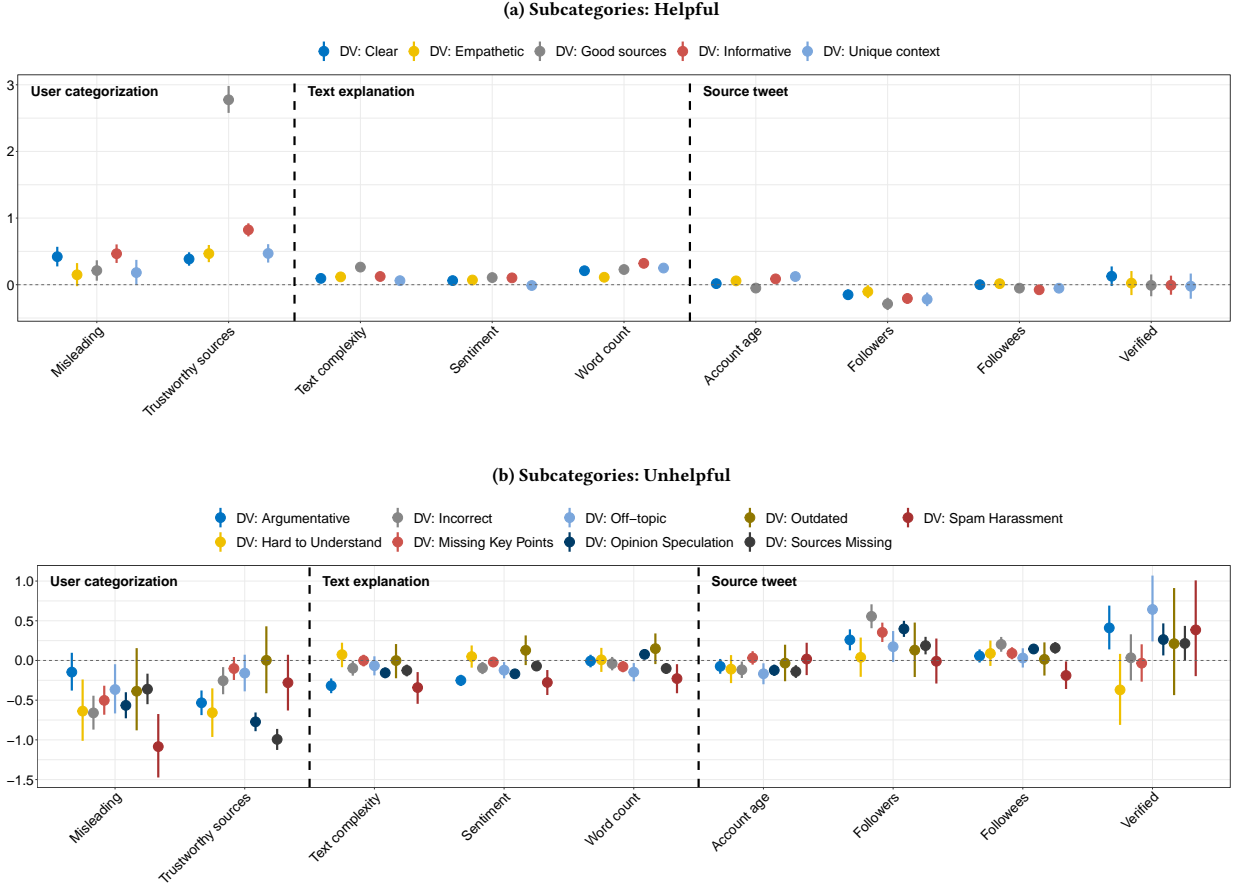 (a) Subcategories: Helpful
DV: Clear DV: Empathetic DV: Good sources DV: Informative DV: Unique context
User categorization Text explanation Source tweet
3
2
1
0
Misleading Trustworthy sources Text complexity Sentiment Word count Account age Followers Followees Verified
(b) Subcategories: Unhelpful
DV: Argumentative DV: Incorrect DV: Off−topic DV: Outdated DV: Spam Harassment
DV: Hard to Understand DV: Missing Key Points DV: Opinion Speculation DV: Sources Missing
User categorization Text explanation Source tweet
1.0
0.5
0.0
−0.5
−1.0
−1.5
Misleading Trustworthy sources Text complexity Sentiment Word count Account age Followers Followees Verified